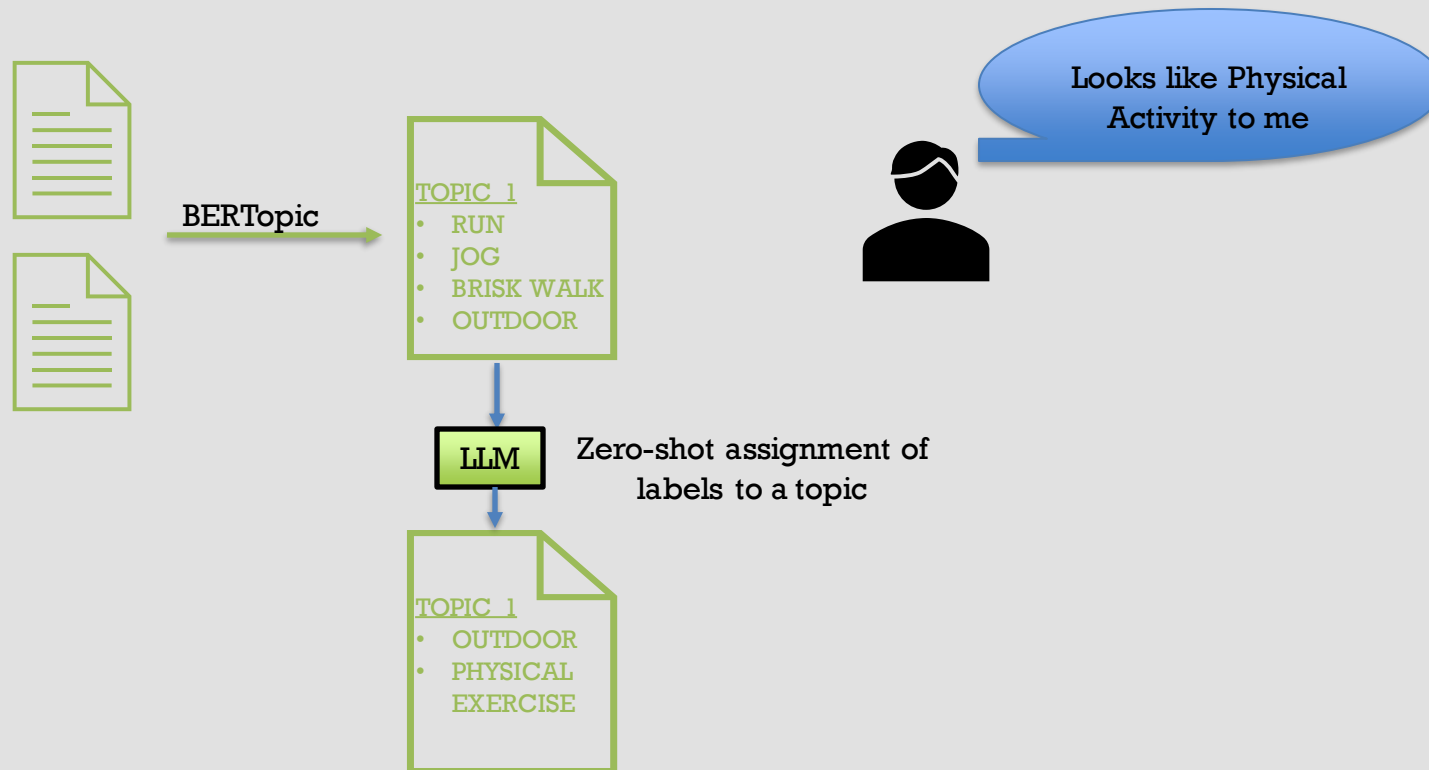 Looks like Physical
Activity to me
BERTopic
TOPIC 1
• RUN
• JOG
• BRISK WALK
• OUTDOOR
LLM
Zero-shot assignment of
labels to a topic
TOPIC 1
• OUTDOOR
• PHYSICAL
EXERCISE